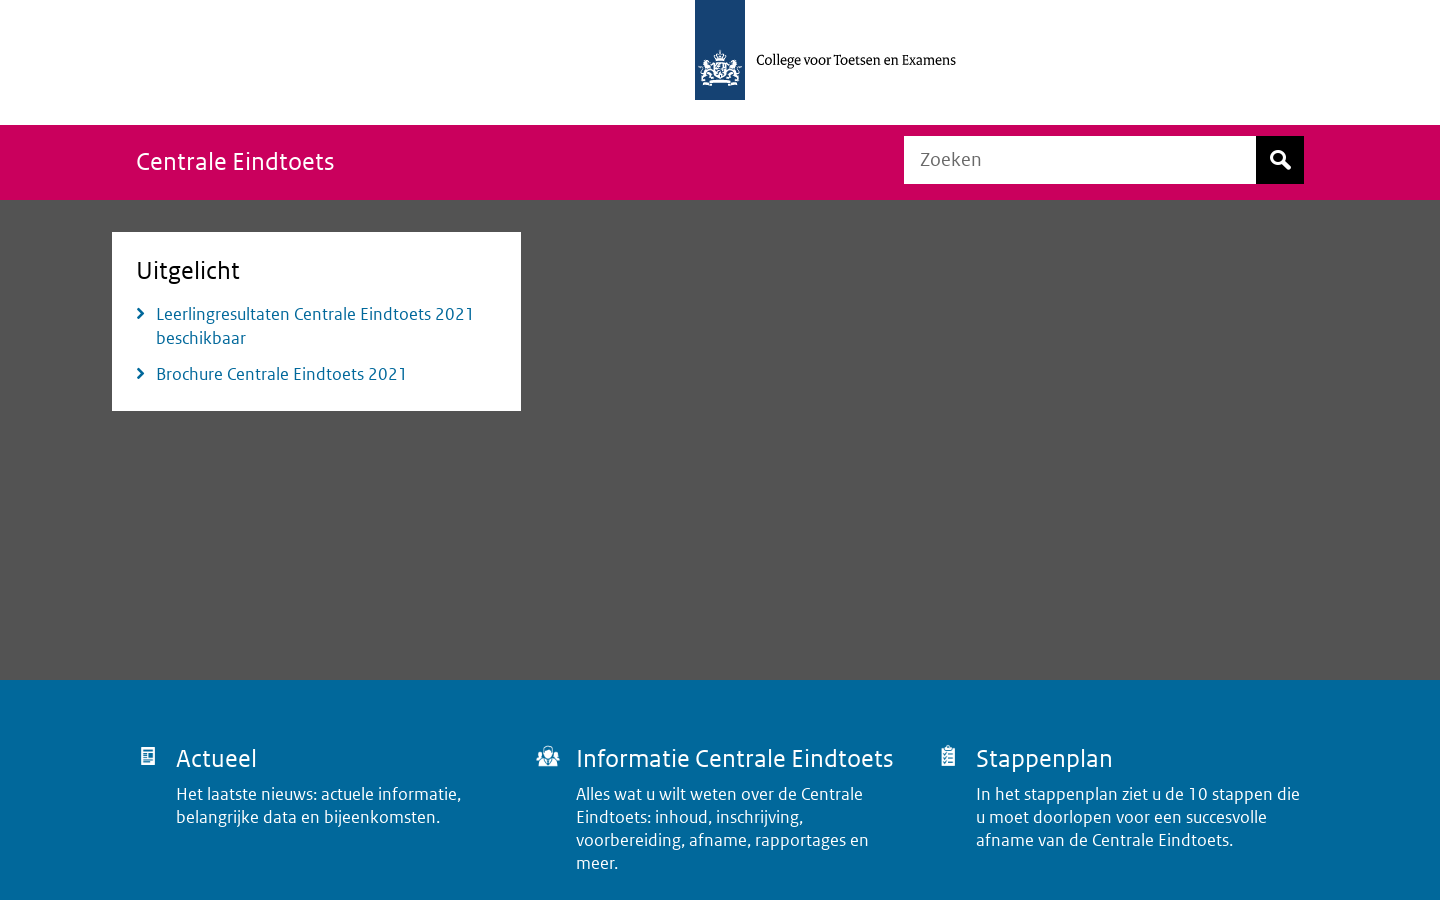 College voor Toetsen en Examens
Centrale Eindtoets
Zoeken
Uitgelicht
Leerlingresultaten Centrale Eindtoets 2021
beschikbaar
Brochure Centrale Eindtoets 2021
Actueel
Het laatste nieuws: actuele informatie,
belangrijke data en bijeenkomsten.
Informatie Centrale Eindtoets
Alles wat u wilt weten over de Centrale
Eindtoets: inhoud, inschrijving,
voorbereiding, afname, rapportages en
meer.
Stappenplan
In het stappenplan ziet u de 10 stappen die
u moet doorlopen voor een succesvolle
afname van de Centrale Eindtoets.